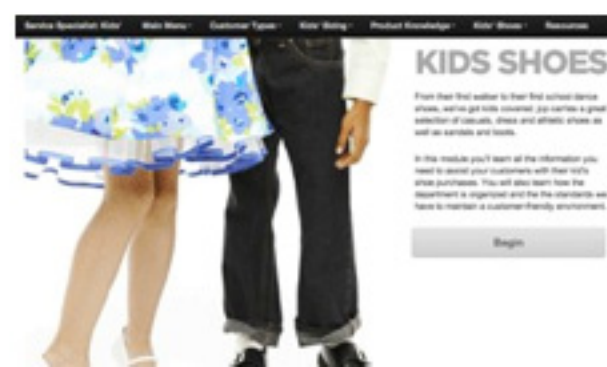 Service Specialist: Kids' Main Menu Customer Types Kids' Sizing Product Knowledge Kids' Shoes Resources
KIDS SHOES
From their first walker to their first school dance
shoes, we've got kids covered. jcp carries a great
selection of casuals, dress and athletic shoes as
well as sandals and boots.
In this module you'll learn all the information you
need to assist your customers with their kid's
shoe purchases. You will also learn how the
department is organized and the the standards we
have to maintain a customer-friendly environment.
Begin